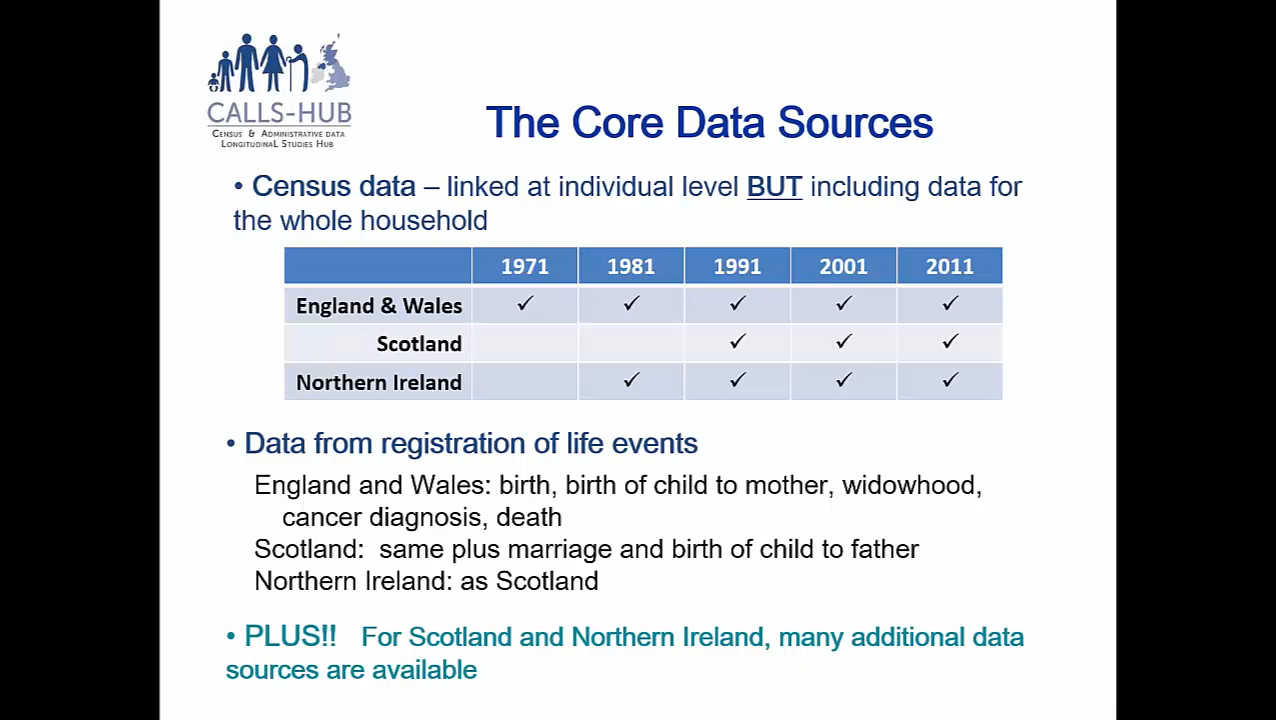 CALLS-HUB
CENSUS & ADMINISTRATIVE DATA
LONGITUDINAL STUDIES HUB
The Core Data Sources
• Census data – linked at individual level BUT including data for
the whole household
1971 1981 1991 2001 2011
England & Wales ✓ ✓ ✓ ✓ ✓
Scotland ✓ ✓ ✓
Northern Ireland ✓ ✓ ✓ ✓
• Data from registration of life events
England and Wales: birth, birth of child to mother, widowhood,
cancer diagnosis, death
Scotland: same plus marriage and birth of child to father
Northern Ireland: as Scotland
• PLUS!! For Scotland and Northern Ireland, many additional data
sources are available